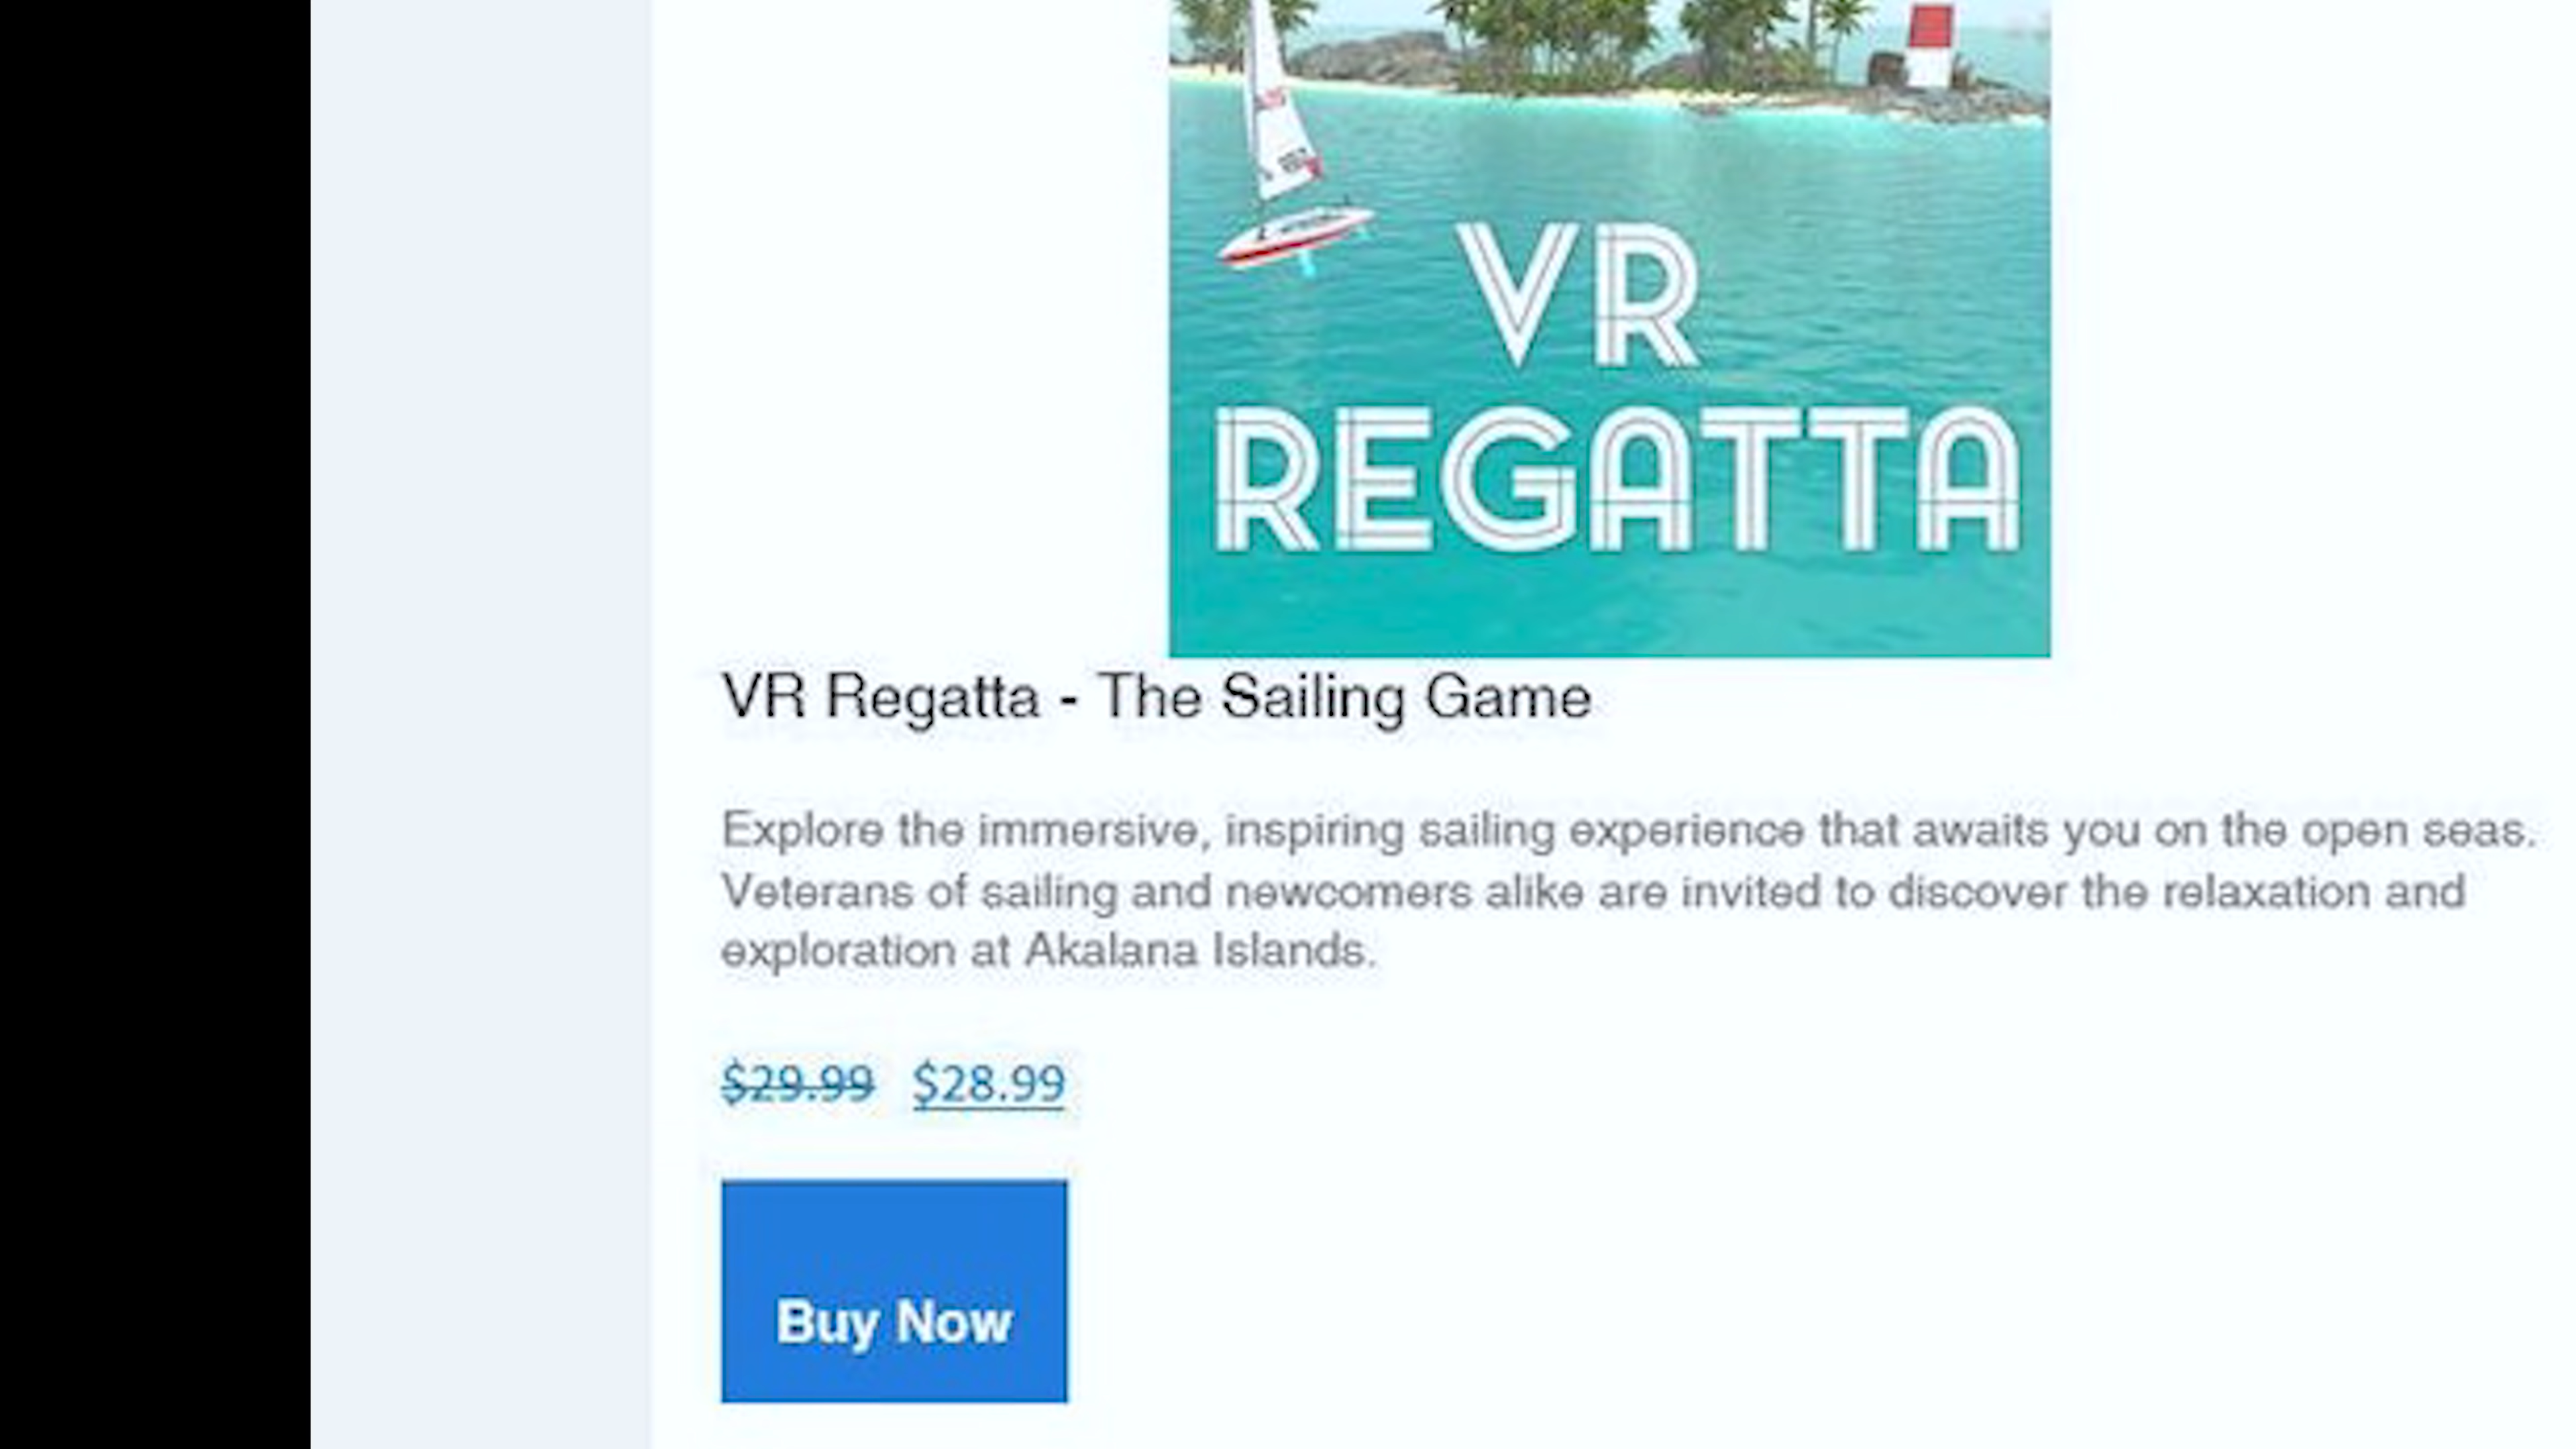 VR
REGATTA
VR Regatta - The Sailing Game
Explore the immersive, inspiring sailing experience that awaits you on the open seas.
Veterans of sailing and newcomers alike are invited to discover the relaxation and
exploration at Akalana Islands.
$29.99 $28.99
Buy Now